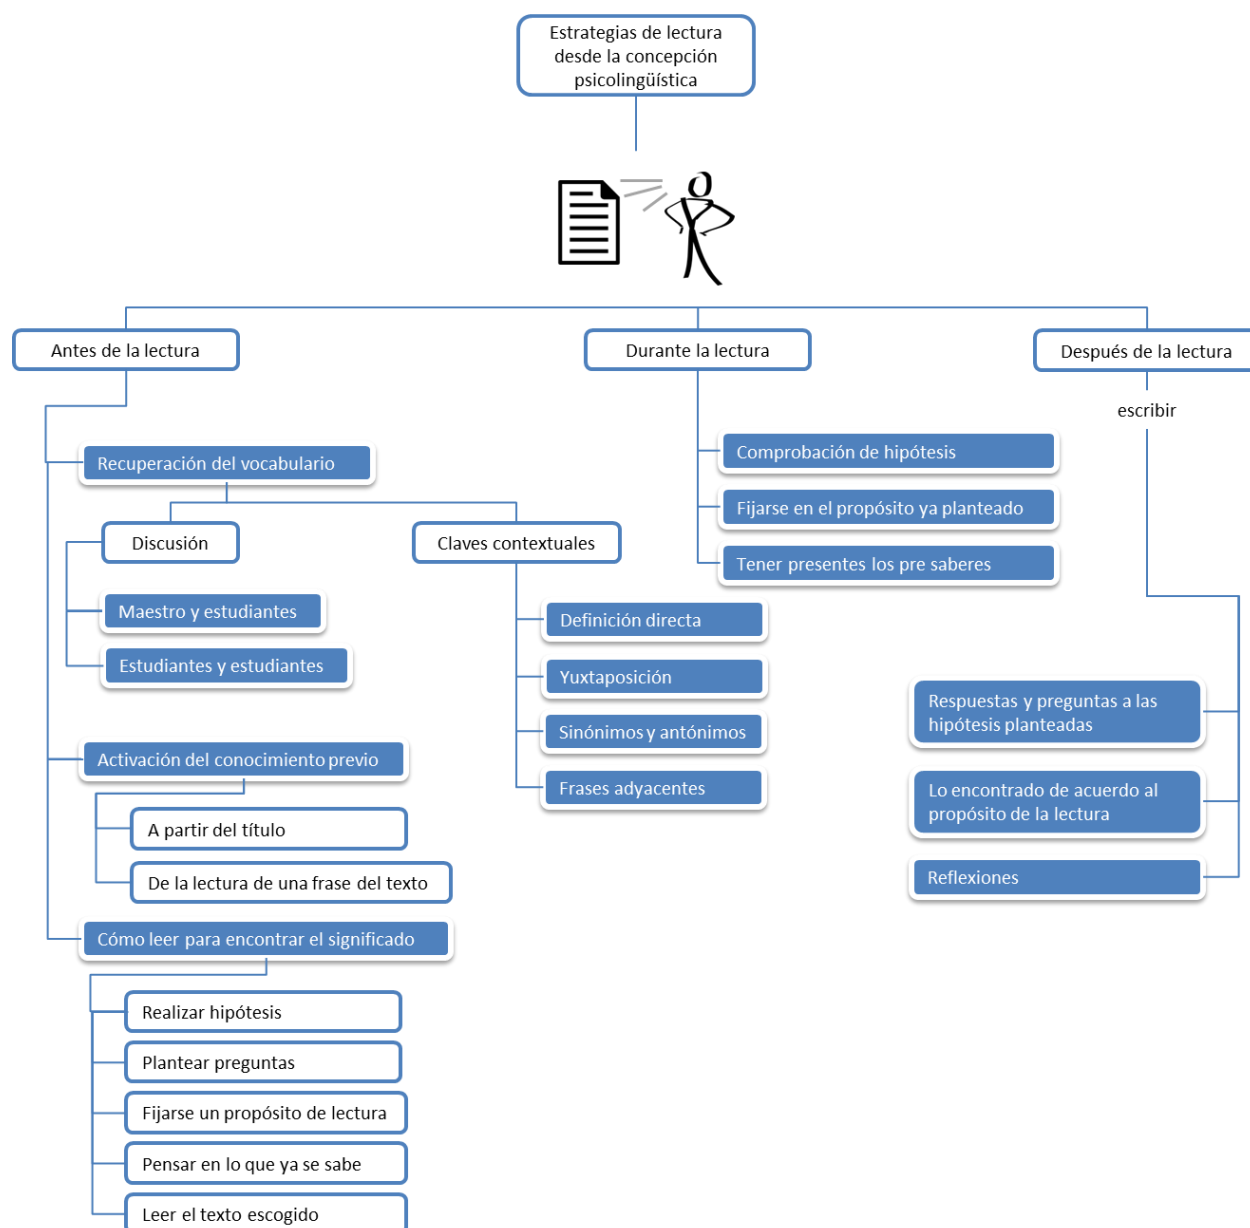 Estrategias de lectura
desde la concepción
psicolingüística
Antes de la lectura
Durante la lectura
Después de la lectura
escribir
Recuperación del vocabulario
Discusión
Claves contextuales
Maestro y estudiantes
Estudiantes y estudiantes
Definición directa
Yuxtaposición
Sinónimos y antónimos
Frases adyacentes
Activación del conocimiento previo
A partir del título
De la lectura de una frase del texto
Cómo leer para encontrar el significado
Realizar hipótesis
Plantear preguntas
Fijarse un propósito de lectura
Pensar en lo que ya se sabe
Leer el texto escogido
Comprobación de hipótesis
Fijarse en el propósito ya planteado
Tener presentes los pre saberes
Respuestas y preguntas a las
hipótesis planteadas
Lo encontrado de acuerdo al
propósito de la lectura
Reflexiones